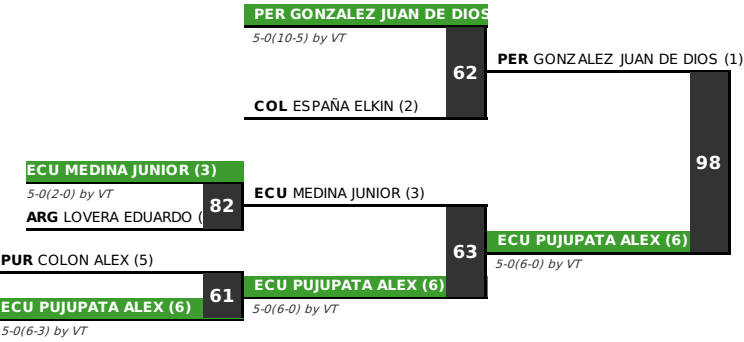 PER GONZALEZ JUAN DE DIOS
5-0(10-5) by VT
62
PER GONZALEZ JUAN DE DIOS (1)
COL ESPAÑA ELKIN (2)
98
ECU MEDINA JUNIOR (3)
5-0(2-0) by VT
82
ARG LOVERA EDUARDO (
ECU MEDINA JUNIOR (3)
63
ECU PUJUPATA ALEX (6)
5-0(6-0) by VT
PUR COLON ALEX (5)
61
ECU PUJUPATA ALEX (6)
5-0(6-0) by VT
ECU PUJUPATA ALEX (6)
5-0(6-3) by VT